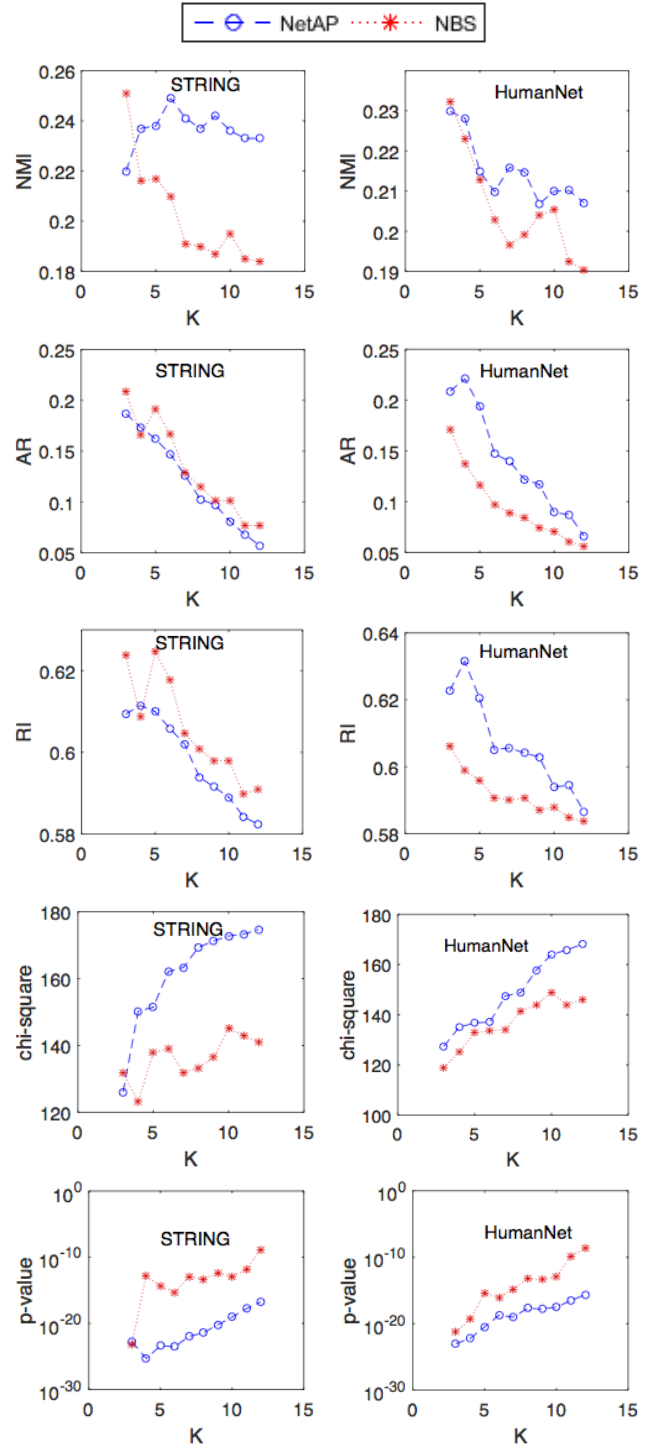 NetAP NBS
STRING
NMI
0.26
0.24
0.22
0.2
0.18
0 5 10 15
K
HumanNet
NMI
0.23
0.22
0.21
0.2
0.19
0 5 10 15
K
STRING
AR
0.25
0.2
0.15
0.1
0.05
0 5 10 15
K
HumanNet
AR
0.25
0.2
0.15
0.1
0.05
0 5 10 15
K
STRING
RI
0.62
0.6
0.58
0 5 10 15
K
HumanNet
RI
0.64
0.62
0.6
0.58
0 5 10 15
K
STRING
chi-square
180
160
140
120
0 5 10 15
K
HumanNet
chi-square
180
160
140
120
100
0 5 10 15
K
STRING
p-value
10^0
10^-10
10^-20
10^-30
0 5 10 15
K
HumanNet
p-value
10^0
10^-10
10^-20
10^-30
0 5 10 15
K